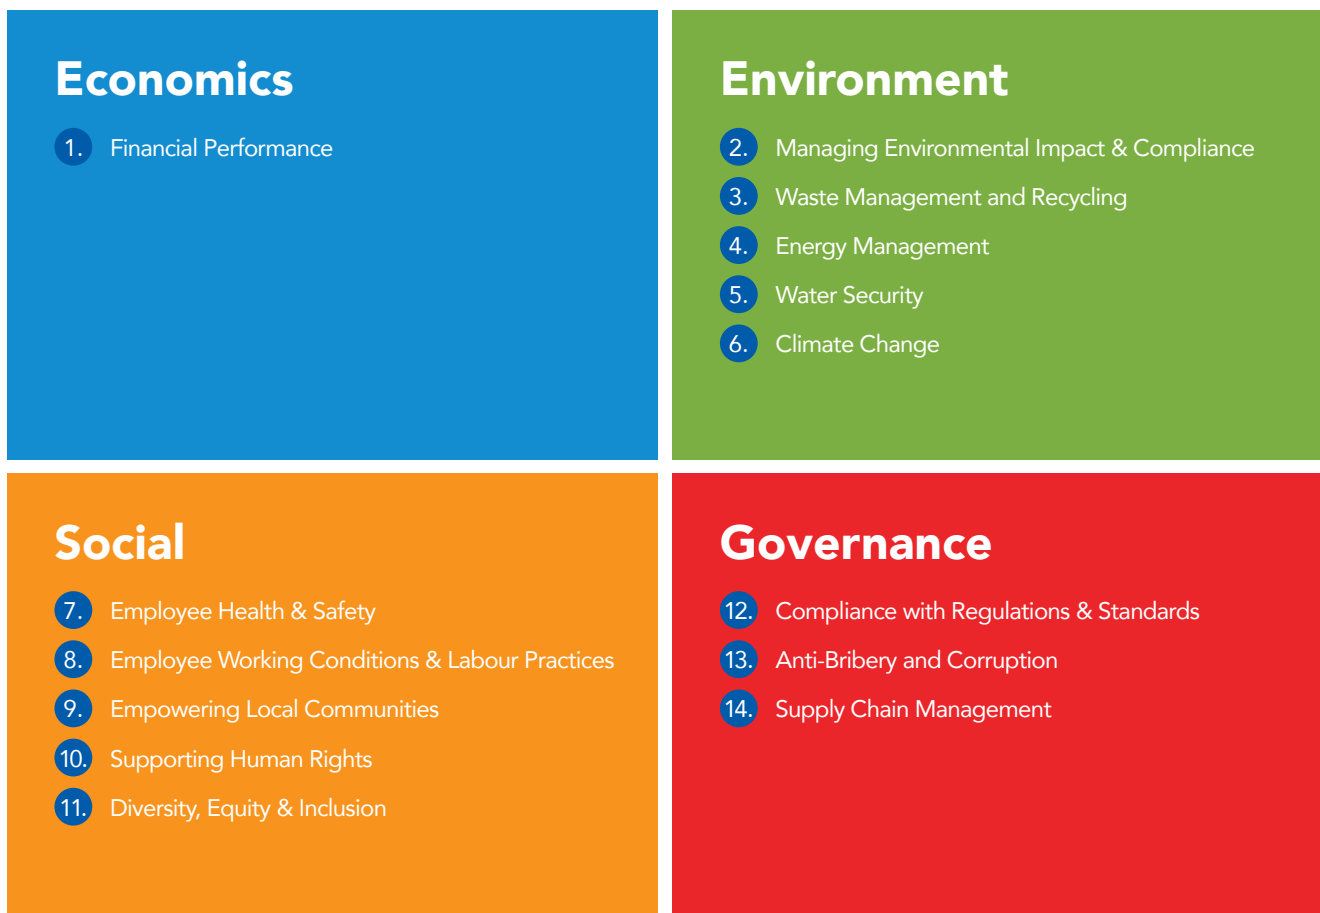 Economics
1. Financial Performance
Environment
2. Managing Environmental Impact & Compliance
3. Waste Management and Recycling
4. Energy Management
5. Water Security
6. Climate Change
Social
7. Employee Health & Safety
8. Employee Working Conditions & Labour Practices
9. Empowering Local Communities
10. Supporting Human Rights
11. Diversity, Equity & Inclusion
Governance
12. Compliance with Regulations & Standards
13. Anti-Bribery and Corruption
14. Supply Chain Management